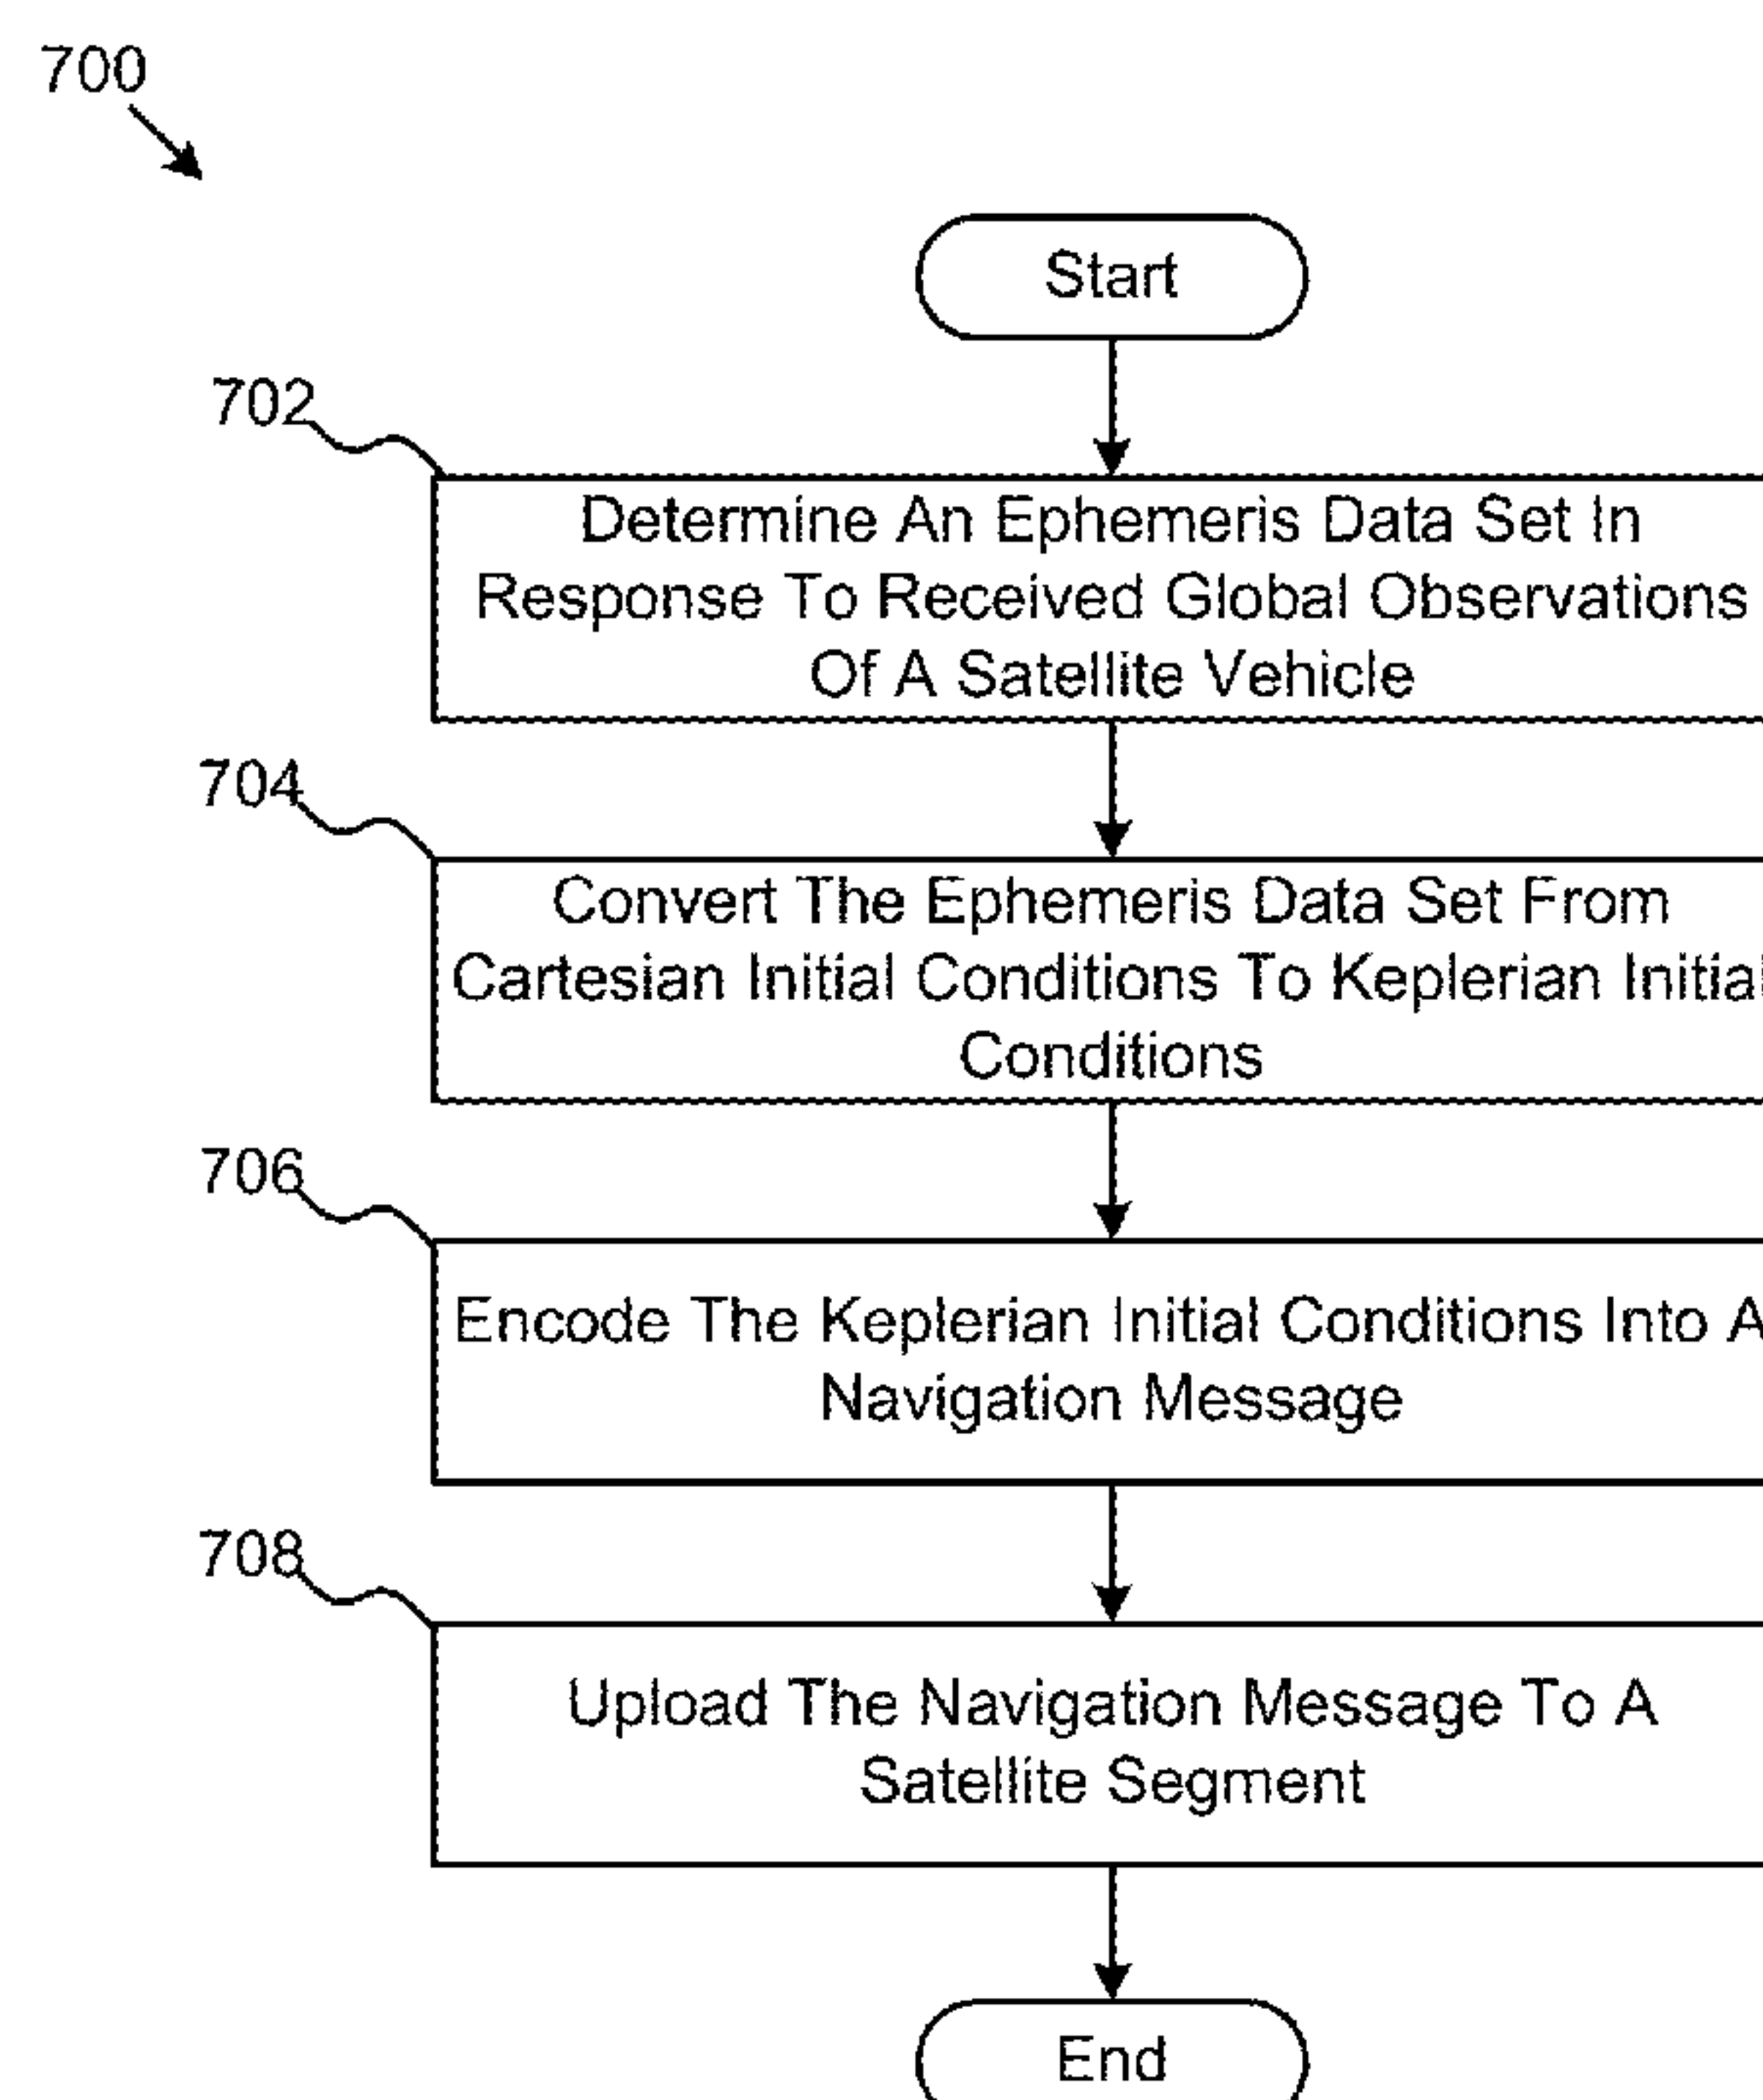 700
Start
702
Determine An Ephemeris Data Set In
Response To Received Global Observations
Of A Satellite Vehicle
704
Convert The Ephemeris Data Set From
Cartesian Initial Conditions To Keplerian Initial
Conditions
706
Encode The Keplerian Initial Conditions Into A
Navigation Message
708
Upload The Navigation Message To A
Satellite Segment
End